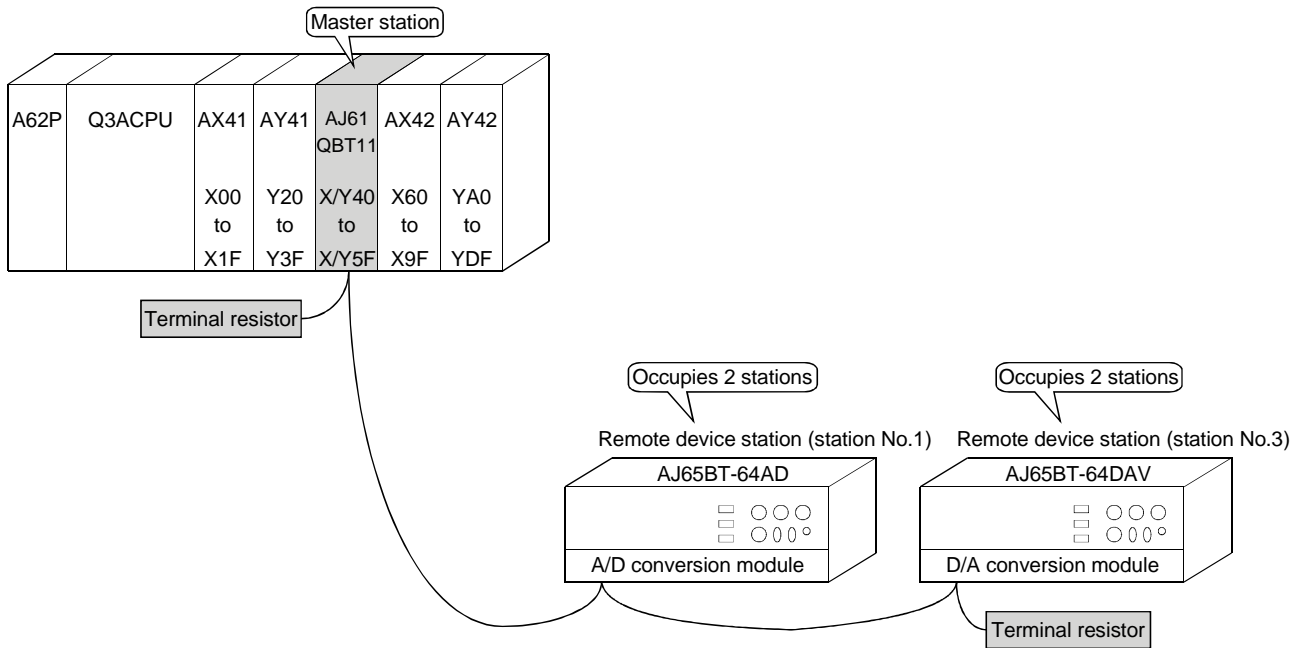 Master station
A62P Q3ACPU AX41 AY41 AJ61 AX42 AY42
QBT11
X00 Y20 X/Y40 X60 YA0
to to to to to
X1F Y3F X/Y5F X9F YDF
Terminal resistor
Occupies 2 stations Occupies 2 stations
Remote device station (station No.1) Remote device station (station No.3)
AJ65BT-64AD AJ65BT-64DAV
A/D conversion module D/A conversion module
Terminal resistor